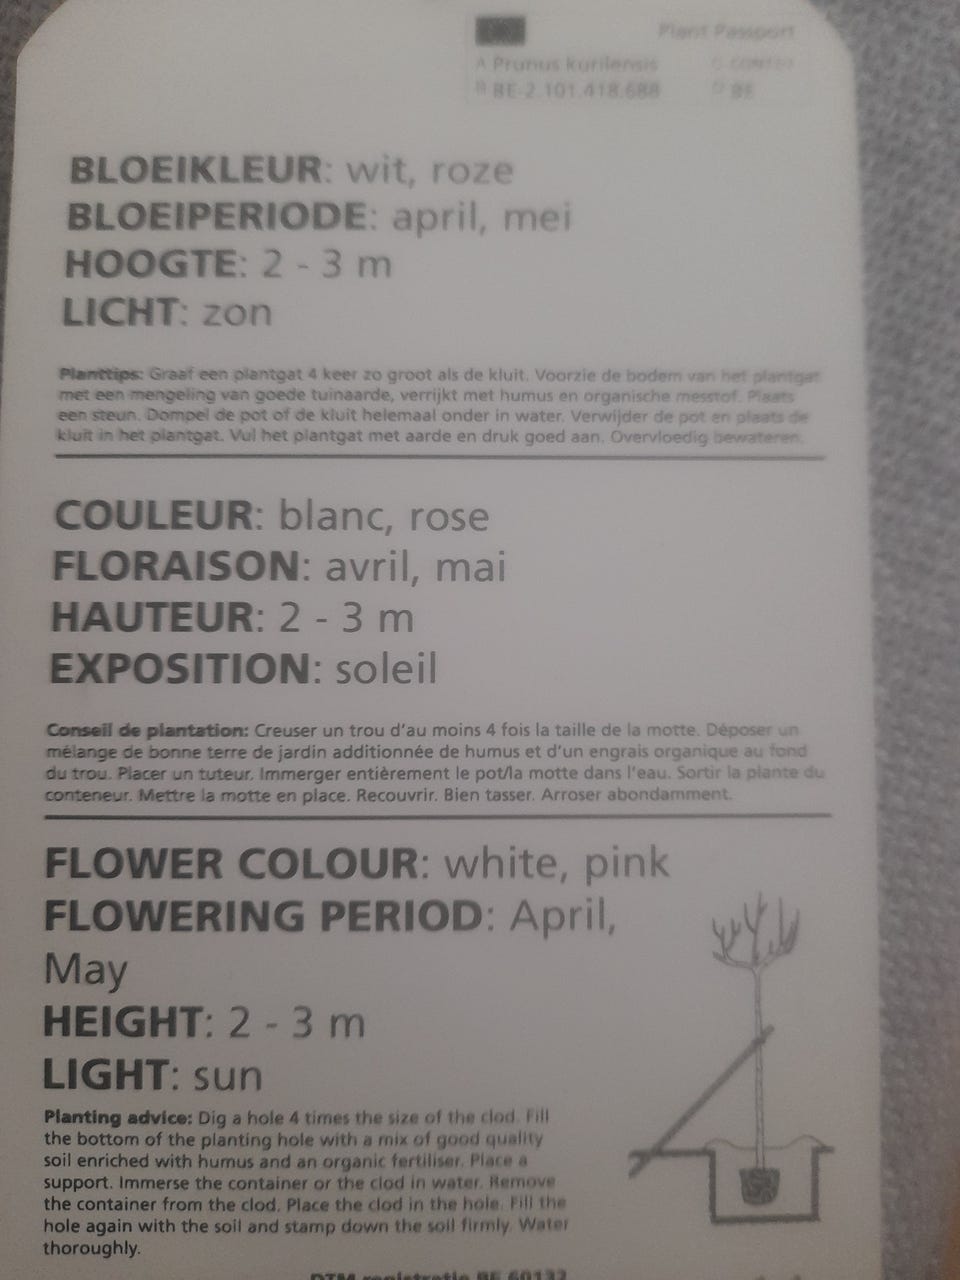 Plant Passport
A Prunus kurilensis
B BE-2.101.418.688 D BE
BLOEIKLEUR: wit, roze
BLOEIPERIODE: april, mei
HOOGTE: 2 - 3 m
LICHT: zon
Planttips: Graaf een plantgat 4 keer zo groot als de kluit. Voorzie de bodem van het plantgat
met een mengeling van goede tuinaarde, verrijkt met humus en organische messtof. Plaats
een steun. Dompel de pot of de kluit helemaal onder in water. Verwijder de pot en plaats de
kluit in het plantgat. Vul het plantgat met aarde en druk goed aan. Overvloedig bewateren.
COULEUR: blanc, rose
FLORAISON: avril, mai
HAUTEUR: 2 - 3 m
EXPOSITION: soleil
Conseil de plantation: Creuser un trou d'au moins 4 fois la taille de la motte. Déposer un
mélange de bonne terre de jardin additionnée de humus et d'un engrais organique au fond
du trou. Placer un tuteur. Immerger entièrement le pot/la motte dans l'eau. Sortir la plante du
conteneur. Mettre la motte en place. Recouvrir. Bien tasser. Arroser abondamment.
FLOWER COLOUR: white, pink
FLOWERING PERIOD: April,
May
HEIGHT: 2 - 3 m
LIGHT: sun
Planting advice: Dig a hole 4 times the size of the clod. Fill
the bottom of the planting hole with a mix of good quality
soil enriched with humus and an organic fertiliser. Place a
support. Immerse the container or the clod in water. Remove
the container from the clod. Place the clod in the hole. Fill the
hole again with the soil and stamp down the soil firmly. Water
thoroughly.
DTM registratie BE 60132